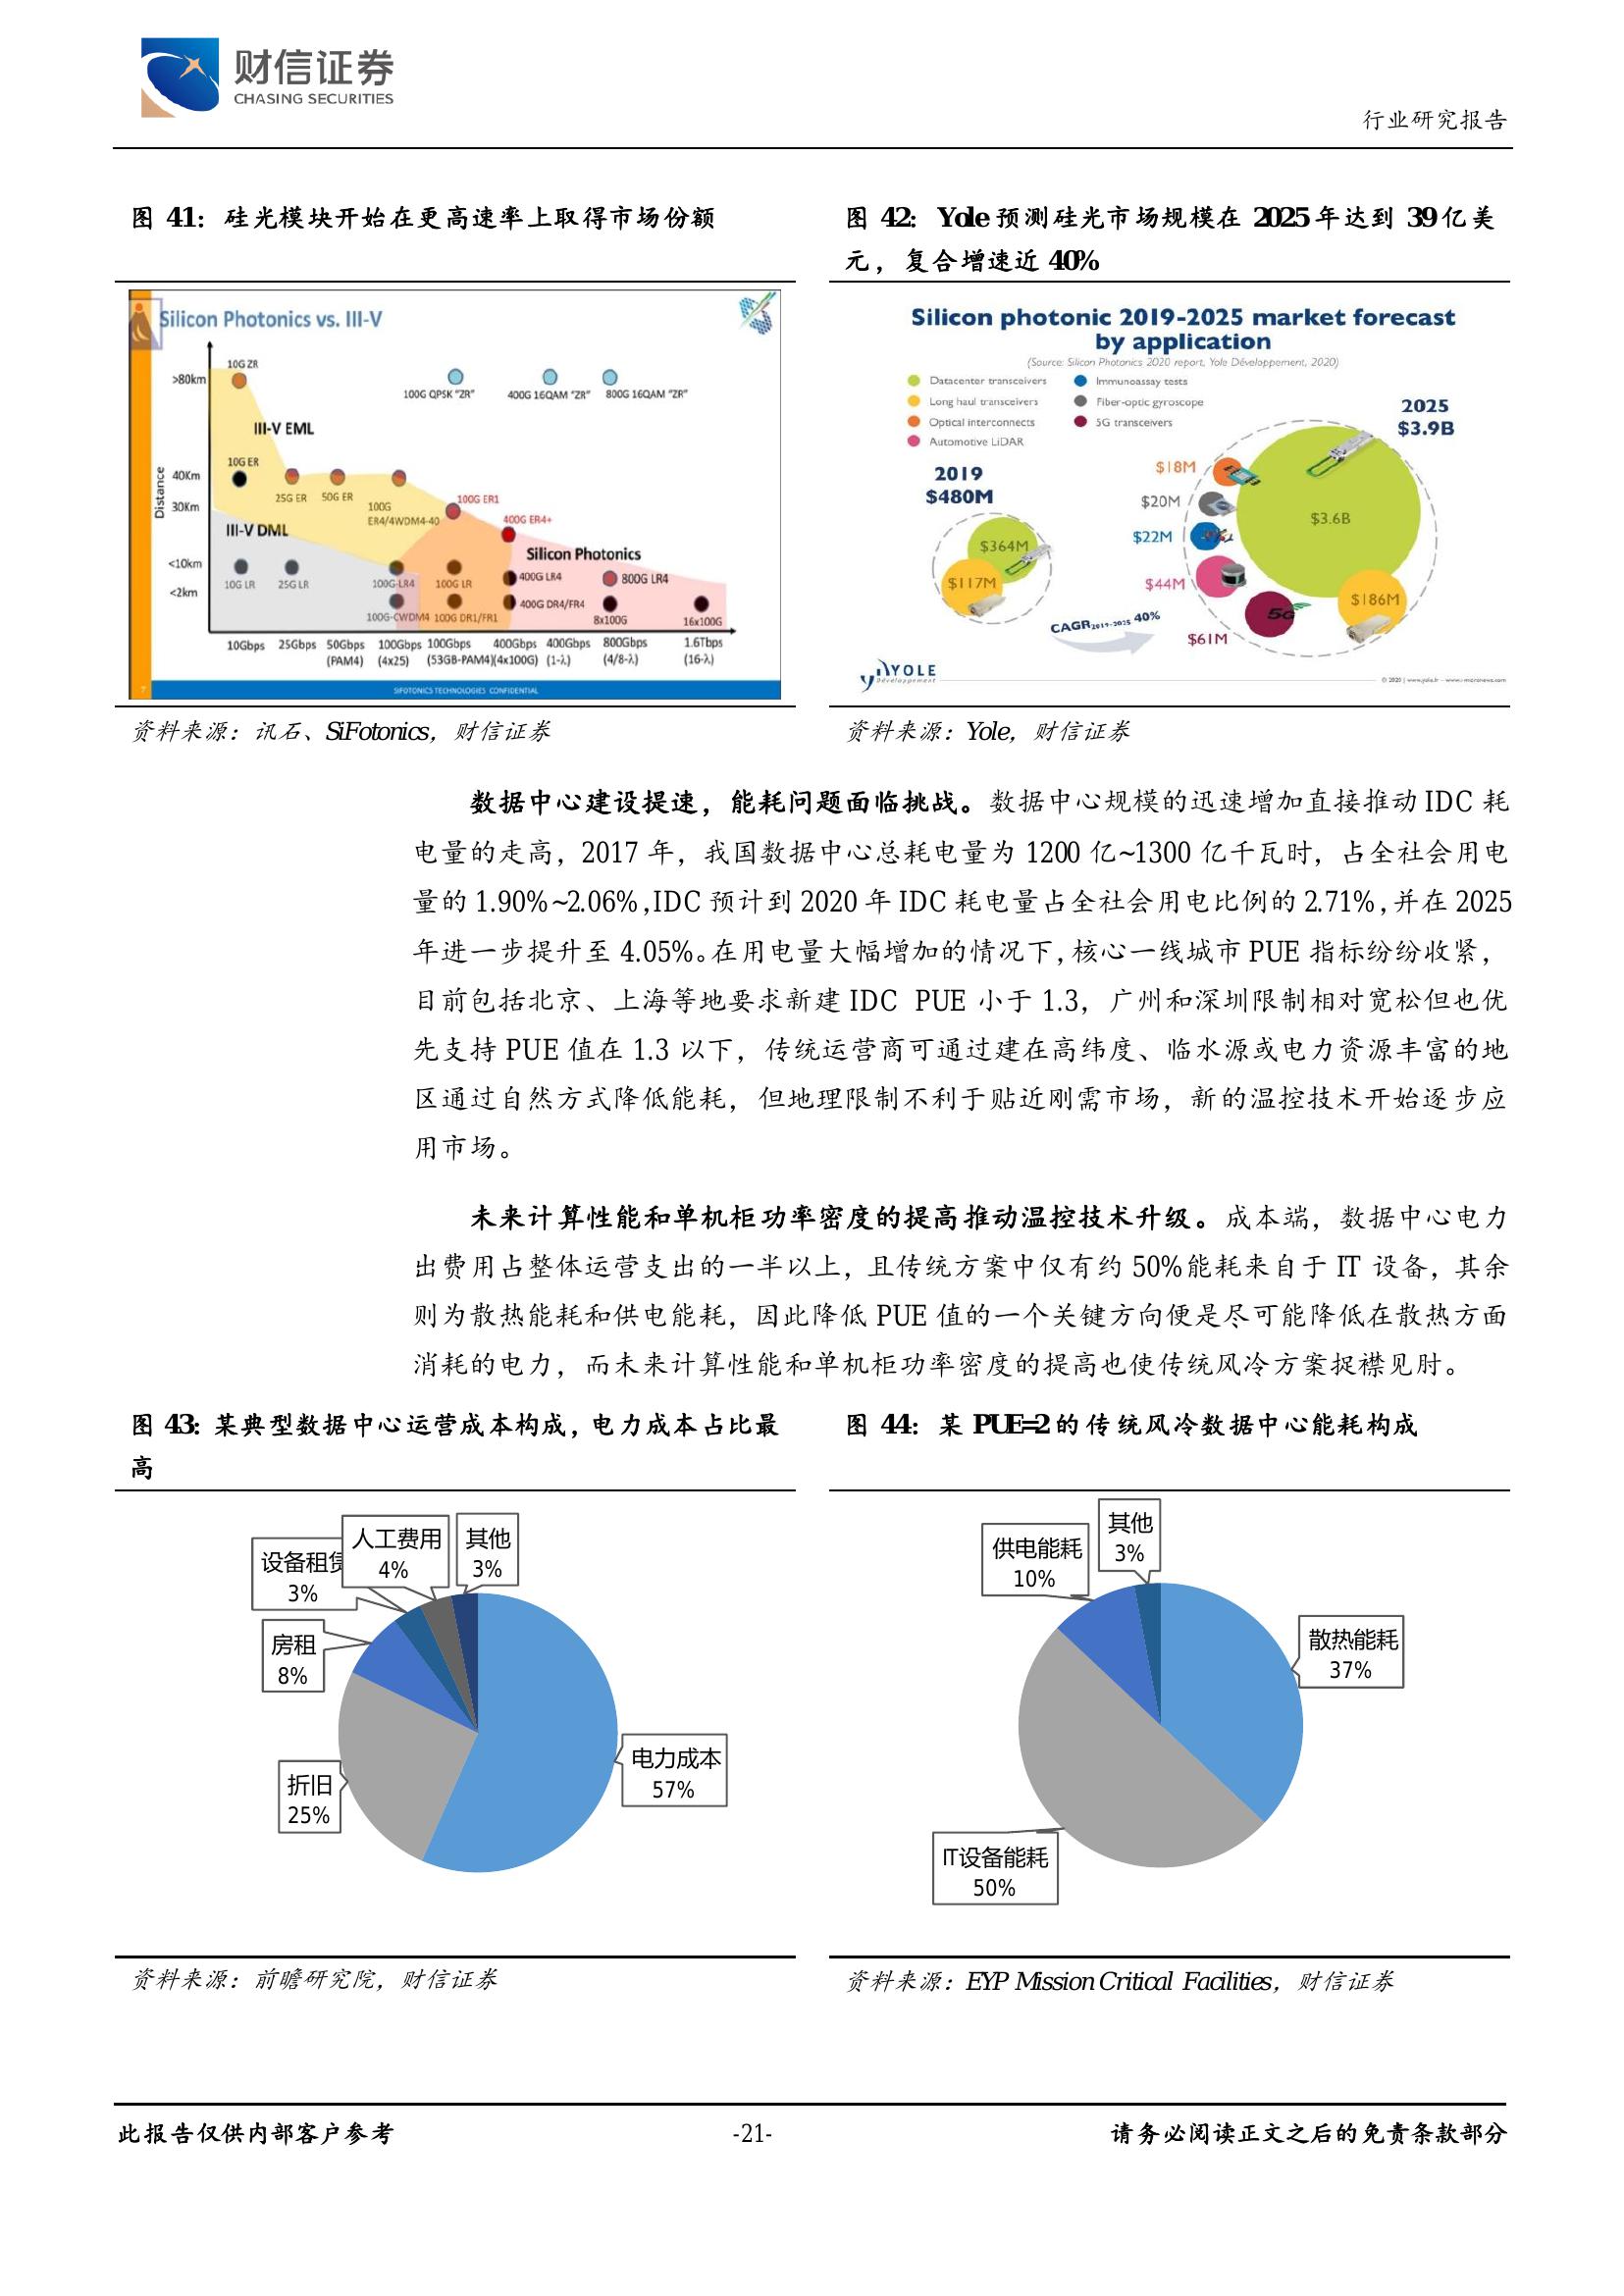 财信证券
CHASING SECURITIES
行业研究报告
图 41：硅光模块开始在更高速率上取得市场份额
图 42：Yole 预测硅光市场规模在 2025 年达到 39 亿美
元，复合增速近 40%
Silicon Photonics vs. III-V
10G ZR
>80km
100G QPSK "ZR"
400G 16QAM "ZR"
800G 16QAM "ZR"
III-V EML
10G ER
40Km
25G ER
50G ER
100G
ER4/4WDM4-40
100G ER1
30Km
Distance
400G ER4+
III-V DML
Silicon Photonics
<10km
10G LR
25G LR
100G-LR4
100G LR
400G LR4
800G LR4
<2km
100G-CWDM4
100G DR1/FR1
400G DR4/FR4
8x100G
16x100G
10Gbps 25Gbps 50Gbps 100Gbps 100Gbps 400Gbps 400Gbps 800Gbps 1.6Tbps
(PAM4) (4x25) (53GB-PAM4)(4x100G) (1-λ) (4/8-λ) (16-λ)
7
SIFOTONICS TECHNOLOGIES CONFIDENTIAL
Silicon photonic 2019-2025 market forecast
by application
(Source: Silicon Photonics 2020 report, Yole Développement, 2020)
Datacenter transceivers
Immunoassay tests
Long haul transceivers
Fiber-optic gyroscope
Optical interconnects
5G transceivers
Automotive LiDAR
2025
$3.9B
2019
$480M
$18M
$20M
$22M
$44M
$61M
$3.6B
$186M
5G
$364M
$117M
CAGR2019-2025 40%
YOLE
Développement
© 2020 | www.yole.fr - www.i-micronews.com
资料来源：讯石、SiFotonics，财信证券
资料来源：Yole，财信证券
数据中心建设提速，能耗问题面临挑战。数据中心规模的迅速增加直接推动 IDC 耗
电量的走高，2017 年，我国数据中心总耗电量为 1200 亿~1300 亿千瓦时，占全社会用电
量的 1.90%~2.06%,IDC 预计到 2020 年 IDC 耗电量占全社会用电比例的 2.71%,并在 2025
年进一步提升至 4.05%。在用电量大幅增加的情况下,核心一线城市 PUE 指标纷纷收紧，
目前包括北京、上海等地要求新建 IDC PUE 小于 1.3，广州和深圳限制相对宽松但也优
先支持 PUE 值在 1.3 以下，传统运营商可通过建在高纬度、临水源或电力资源丰富的地
区通过自然方式降低能耗，但地理限制不利于贴近刚需市场，新的温控技术开始逐步应
用市场。
未来计算性能和单机柜功率密度的提高推动温控技术升级。成本端，数据中心电力
出费用占整体运营支出的一半以上，且传统方案中仅有约 50%能耗来自于 IT 设备，其余
则为散热能耗和供电能耗，因此降低 PUE 值的一个关键方向便是尽可能降低在散热方面
消耗的电力，而未来计算性能和单机柜功率密度的提高也使传统风冷方案捉襟见肘。
图 43：某典型数据中心运营成本构成，电力成本占比最
高
图 44：某 PUE=2 的传统风冷数据中心能耗构成
设备租赁
3%
人工费用
4%
其他
3%
房租
8%
折旧
25%
电力成本
57%
供电能耗
10%
其他
3%
散热能耗
37%
IT设备能耗
50%
资料来源：前瞻研究院，财信证券
资料来源：EYP Mission Critical Facilities，财信证券
此报告仅供内部客户参考
-21-
请务必阅读正文之后的免责条款部分